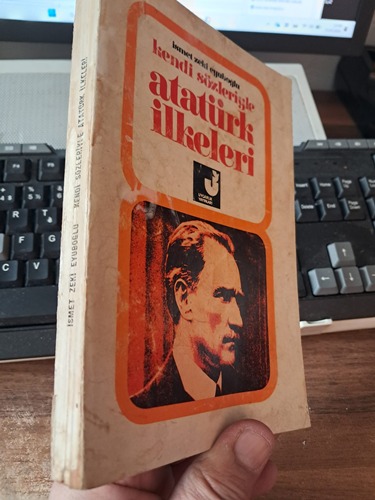 ismet zeki eyuboğlu
kendi sözleriyle
atatürk
ilkeleri
İSMET ZEKİ EYUBOĞLU KENDİ SÖZLERİYLE ATATÜRK İLKELERİ